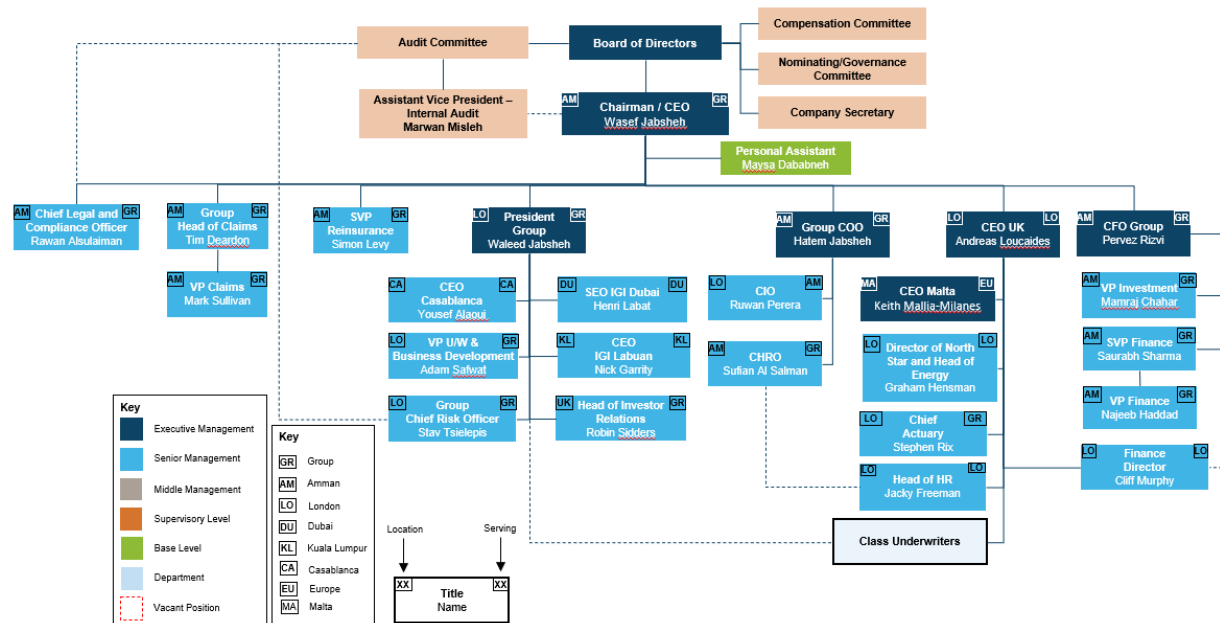 Compensation Committee
Audit Committee
Board of Directors
Nominating/Governance
Committee
Assistant Vice President –
Internal Audit
Marwan Misleh
AM
GR
Chairman / CEO
Wasef Jabsheh
Company Secretary
Personal Assistant
Maysa Dababneh
AM
GR
Chief Legal and
Compliance Officer
Rawan Alsulaiman
AM
GR
Group
Head of Claims
Tim Deardon
AM
GR
SVP
Reinsurance
Simon Levy
LO
GR
President
Group
Waleed Jabsheh
AM
GR
Group COO
Hatem Jabsheh
LO
LO
CEO UK
Andreas Loucaides
AM
GR
CFO Group
Pervez Rizvi
AM
GR
VP Claims
Mark Sullivan
CA
CA
CEO
Casablanca
Yousef Alaoui
DU
DU
SEO IGI Dubai
Henri Labat
LO
AM
CIO
Ruwan Perera
MA
EU
CEO Malta
Keith Mallia-Milanes
AM
GR
VP Investment
Mamraj Chahar
LO
GR
VP U/W &
Business Development
Adam Safwat
KL
KL
CEO
IGI Labuan
Nick Garrity
AM
GR
CHRO
Sufian Al Salman
LO
LO
Director of North
Star and Head of
Energy
Graham Hensman
AM
GR
SVP Finance
Saurabh Sharma
AM
GR
VP Finance
Najeeb Haddad
LO
GR
Group
Chief Risk Officer
Stav Tsielepis
UK
GR
Head of Investor
Relations
Robin Sidders
LO
GR
Chief
Actuary
Stephen Rix
LO
LO
Finance
Director
Cliff Murphy
LO
LO
Head of HR
Jacky Freeman
Class Underwriters
Key
Executive Management
Senior Management
Middle Management
Supervisory Level
Base Level
Department
Vacant Position
Key
GR Group
AM Amman
LO London
DU Dubai
KL Kuala Lumpur
CA Casablanca
EU Europe
MA Malta
Location
Serving
XX
XX
Title
Name